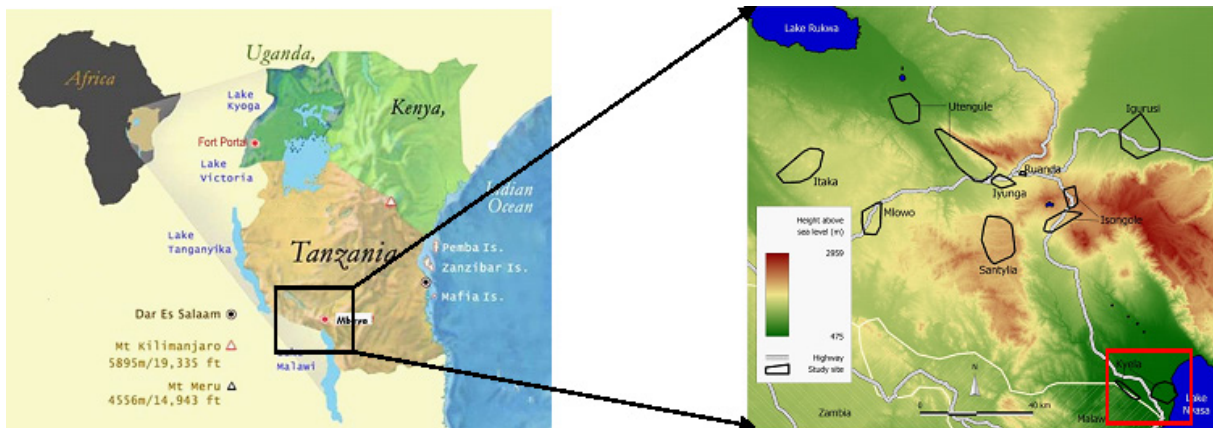 Africa
Uganda,
Lake
Kyoga
Kenya,
Fort Portal
Lake
Victoria
Indian
Ocean
Lake
Tanganyika
Tanzania
Pemba Is.
Zanzibar Is.
Mafia Is.
Dar Es Salaam
Mbeya
Mt Kilimanjaro
5895m/19,335 ft
Malawi
Mt Meru
4556m/14,943 ft
Lake Rukwa
Utengule
Igurusi
Ruanda
Itaka
Iyunga
Mlowo
Isongole
Santylia
Height above
sea level (m)
2959
475
Highway
Study site
N
Kyela
Lake
Nyasa
Zambia
0
40 km
Malawi